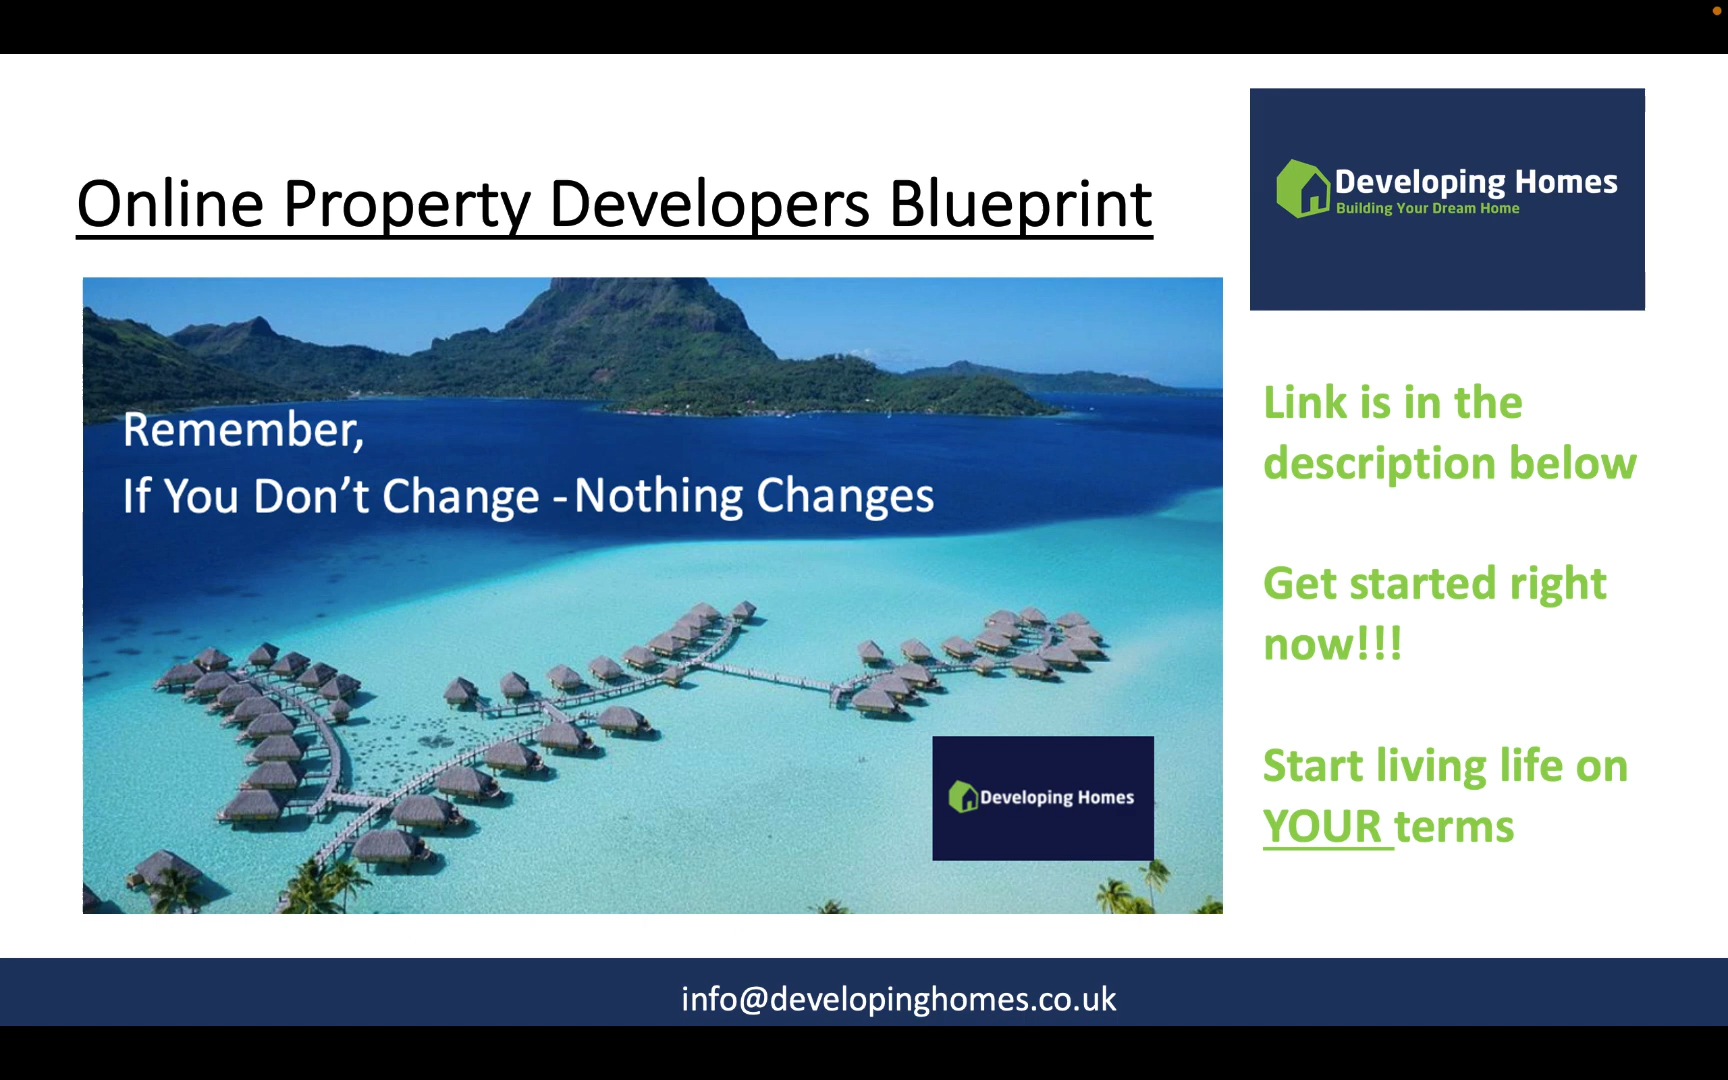 Online Property Developers Blueprint
Developing Homes
Building Your Dream Home
Remember,
If You Don’t Change - Nothing Changes
Developing Homes
Link is in the
description below
Get started right
now!!!
Start living life on
YOUR terms
info@developinghomes.co.uk